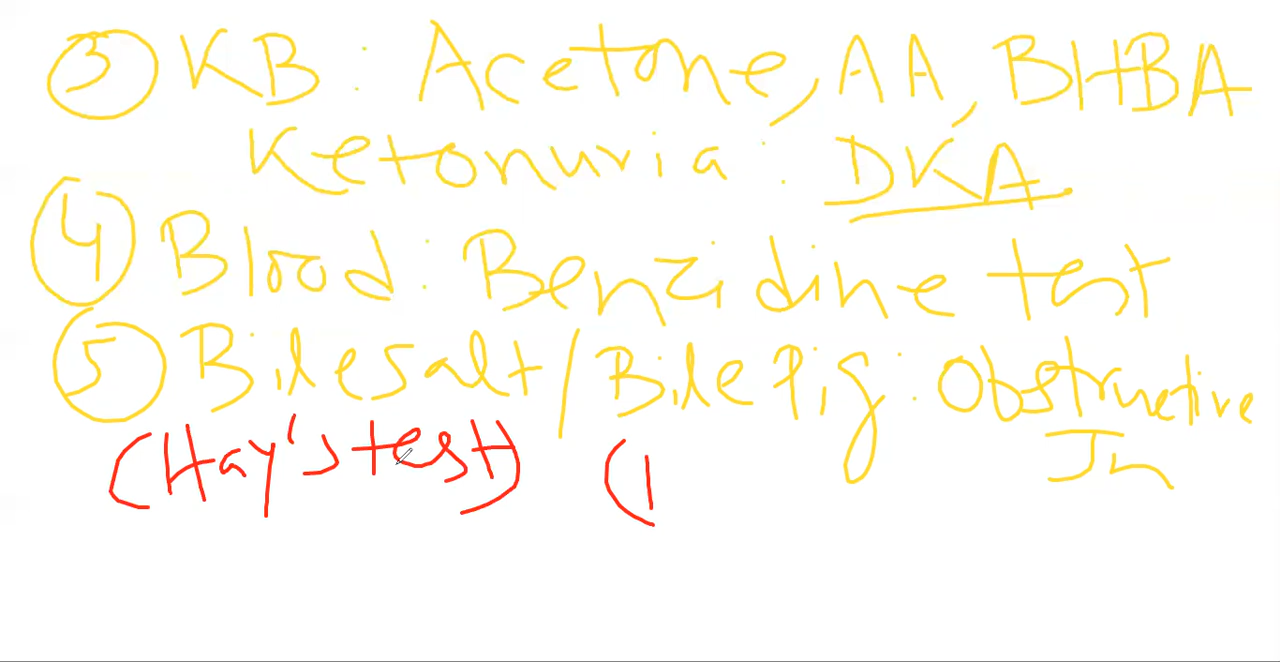 ③ KB: Acetone, AA, BHBA
Ketonuria: DKA
④ Blood: Benzidine test
⑤ Bile salt/Bile Pig: Obstructive
Jn
(Hay's test) (